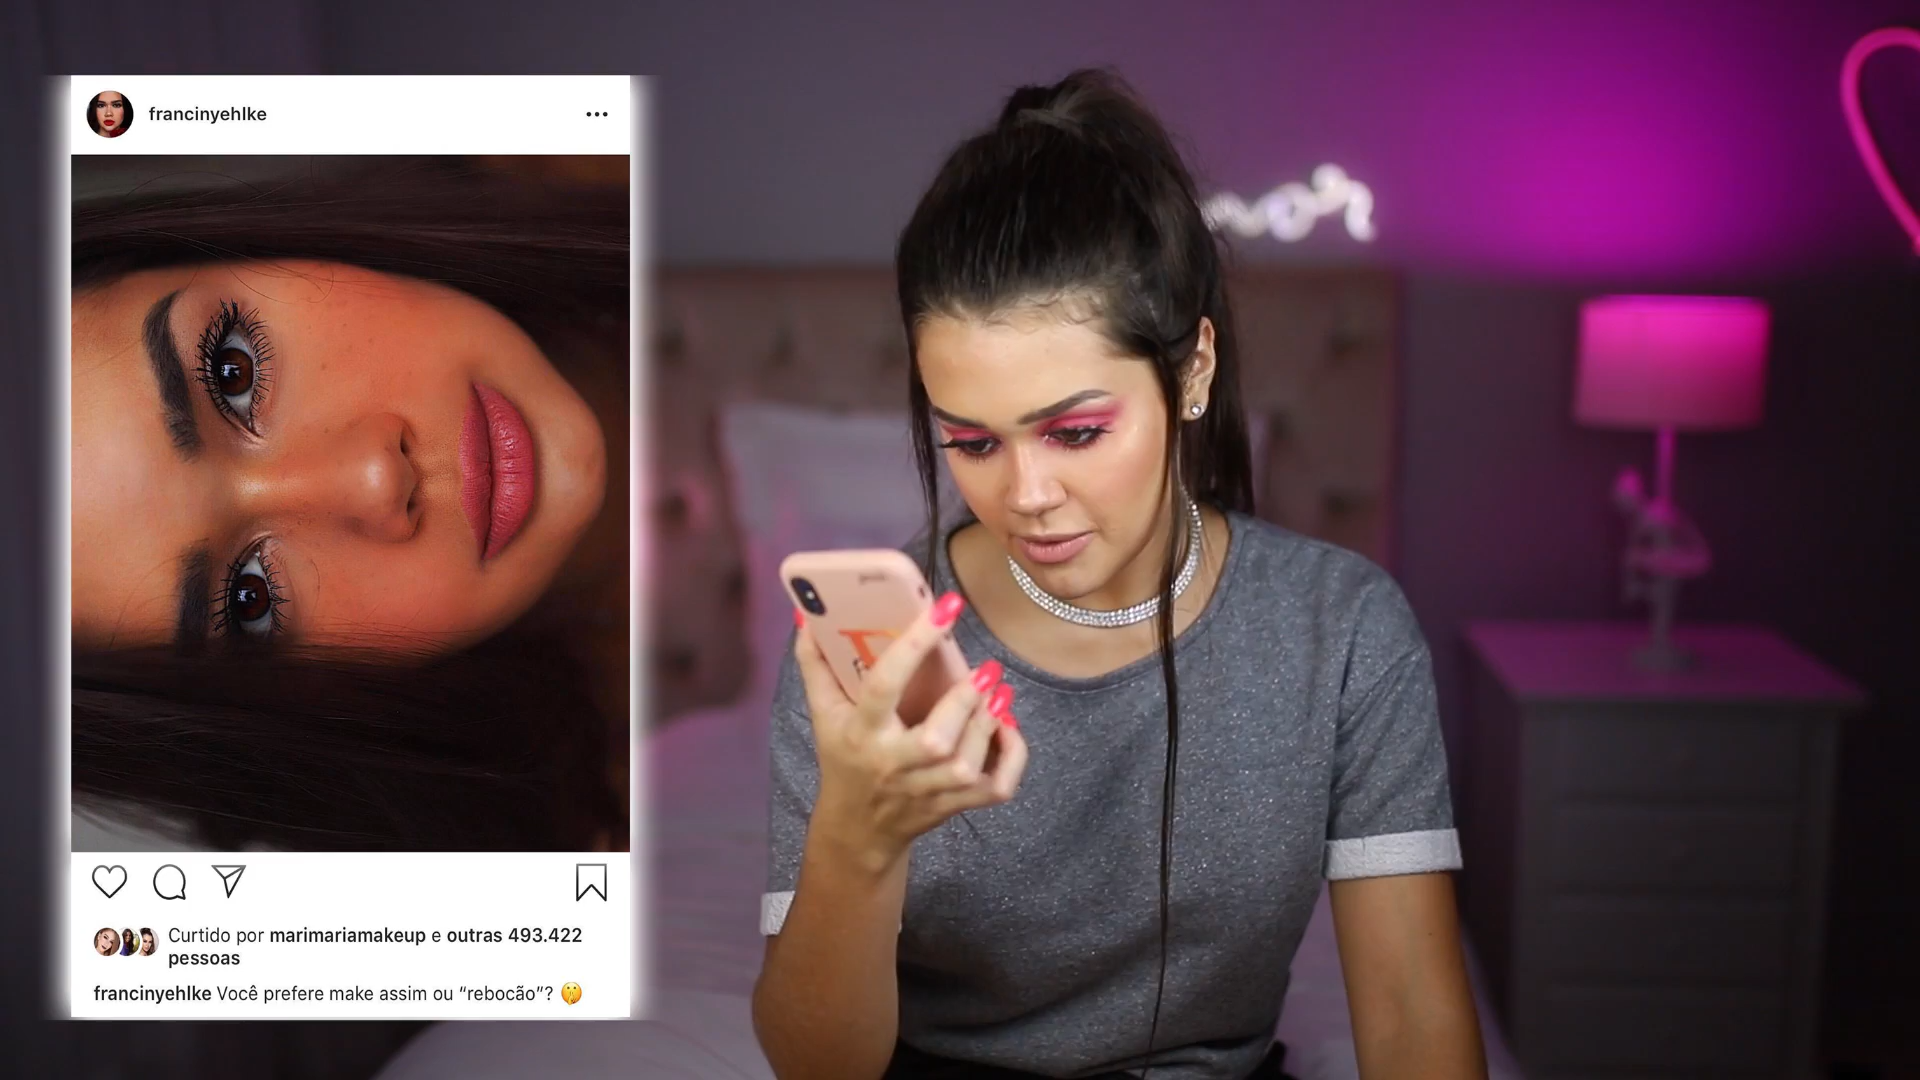 francinyehlke
Curtido por marimariamakeup e outras 493.422
pessoas
francinyehlke Você prefere make assim ou “rebocão”? 🤫